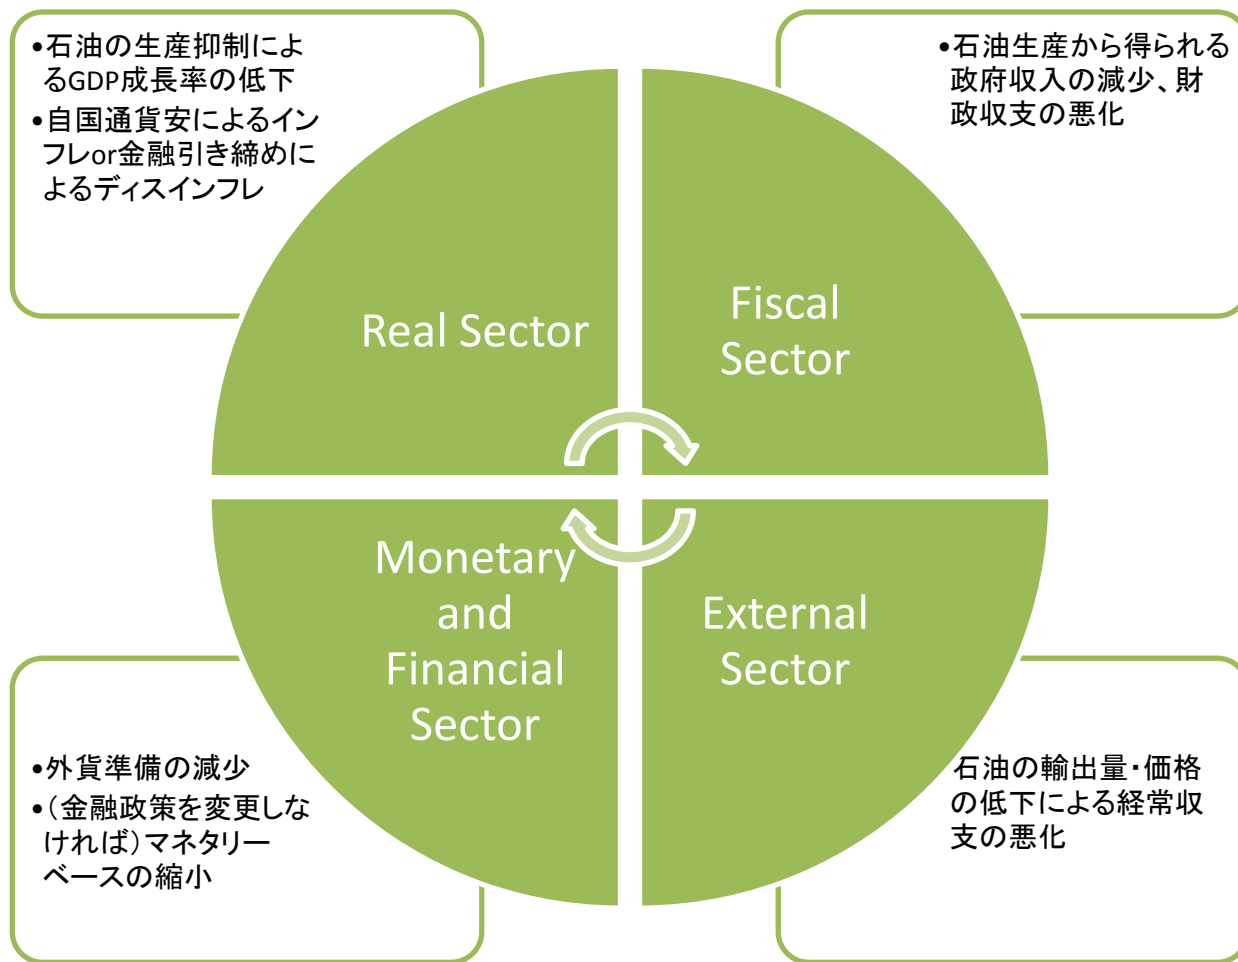 •石油の生産抑制によ
るGDP成長率の低下
•自国通貨安によるイン
フレor金融引き締めに
よるディスインフレ
•石油生産から得られる
政府収入の減少、財
政収支の悪化
Real Sector
Fiscal
Sector
Monetary
and
Financial
Sector
External
Sector
•外貨準備の減少
•（金融政策を変更しな
ければ）マネタリー
ベースの縮小
石油の輸出量・価格
の低下による経常収
支の悪化